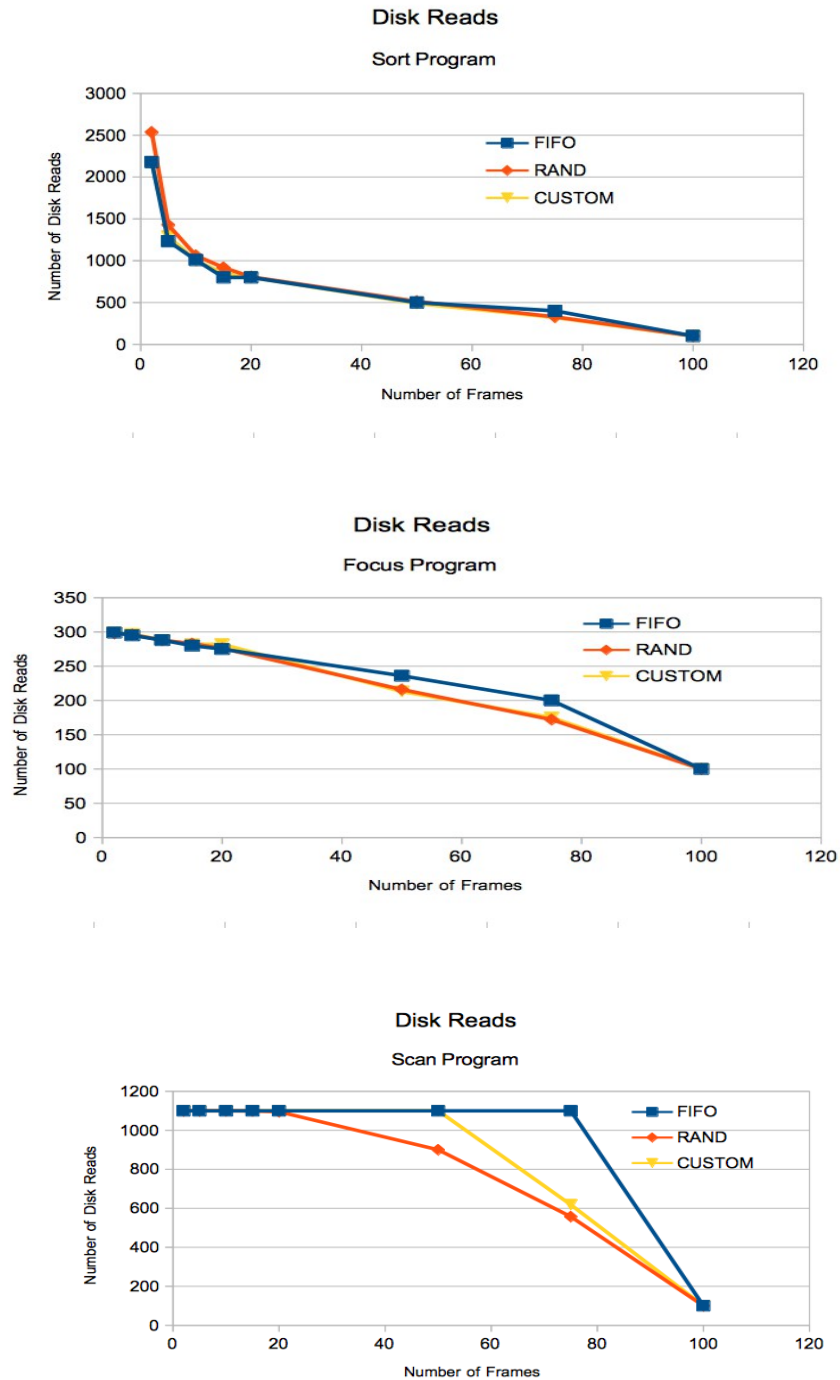 Disk Reads
Sort Program
3000
2500
2000
1500
1000
500
0
Number of Disk Reads
FIFO
RAND
CUSTOM
0 20 40 60 80 100 120
Number of Frames
Disk Reads
Focus Program
350
300
250
200
150
100
50
0
Number of Disk Reads
FIFO
RAND
CUSTOM
0 20 40 60 80 100 120
Number of Frames
Disk Reads
Scan Program
1200
1000
800
600
400
200
0
Number of Disk Reads
FIFO
RAND
CUSTOM
0 20 40 60 80 100 120
Number of Frames